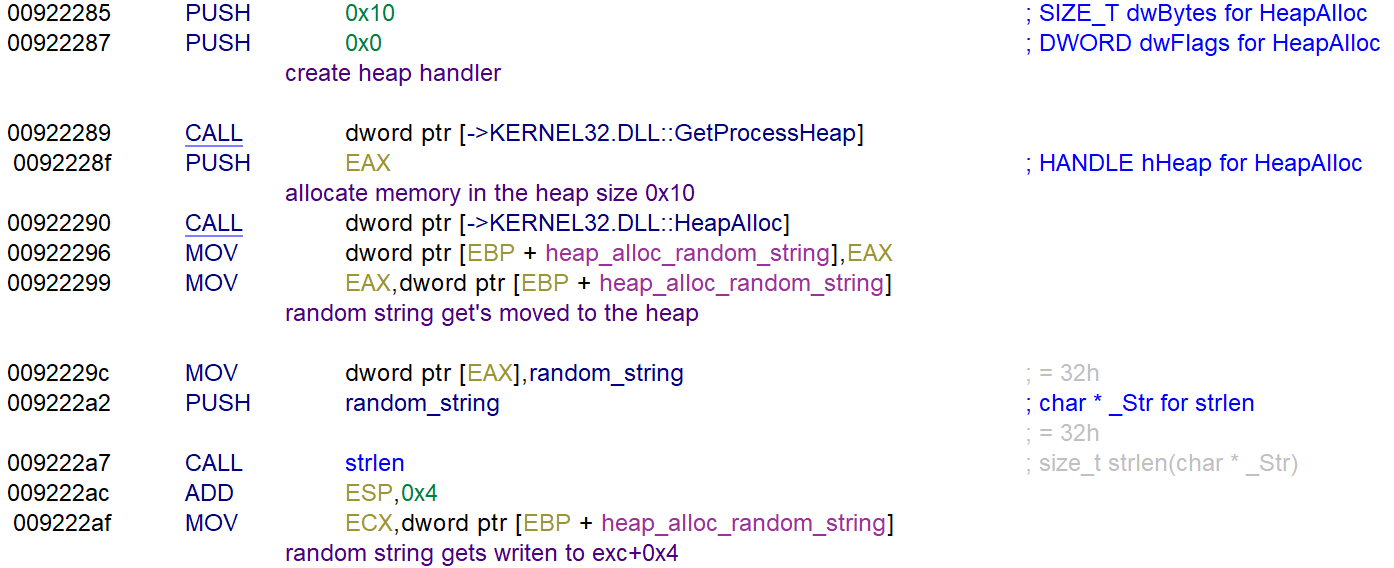 00922285 PUSH 0x10 ; SIZE_T dwBytes for HeapAlloc
00922287 PUSH 0x0 ; DWORD dwFlags for HeapAlloc
create heap handler
00922289 CALL dword ptr [->KERNEL32.DLL::GetProcessHeap]
0092228f PUSH EAX ; HANDLE hHeap for HeapAlloc
allocate memory in the heap size 0x10
00922290 CALL dword ptr [->KERNEL32.DLL::HeapAlloc]
00922296 MOV dword ptr [EBP + heap_alloc_random_string],EAX
00922299 MOV EAX,dword ptr [EBP + heap_alloc_random_string]
random string get's moved to the heap
0092229c MOV dword ptr [EAX],random_string ; = 32h
009222a2 PUSH random_string ; char * _Str for strlen
; = 32h
009222a7 CALL strlen ; size_t strlen(char * _Str)
009222ac ADD ESP,0x4
009222af MOV ECX,dword ptr [EBP + heap_alloc_random_string]
random string gets writen to exc+0x4